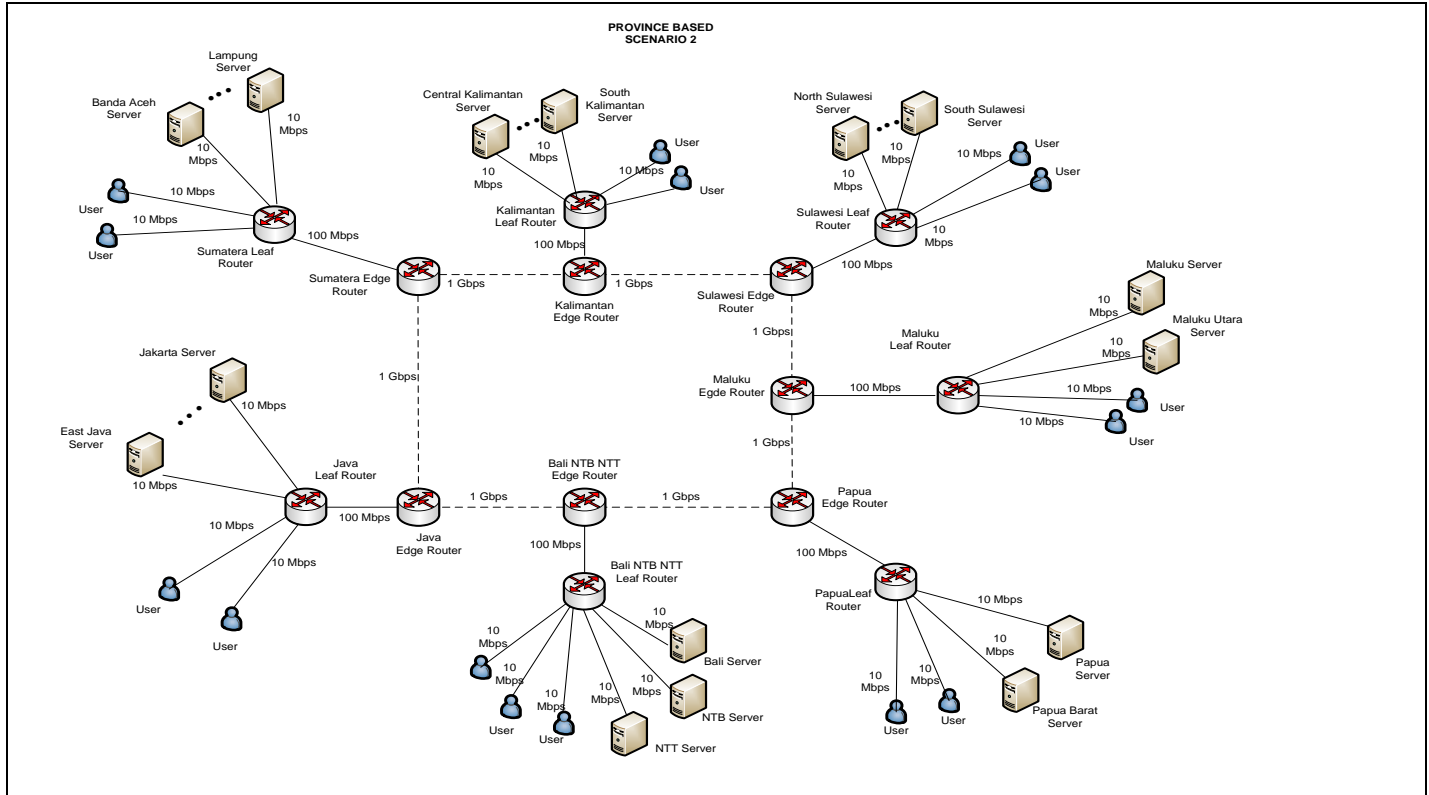 PROVINCE BASED
SCENARIO 2
Lampung
Server
Banda Aceh
Server
10
Mbps
10
Mbps
10 Mbps
User
10 Mbps
User
Sumatera Leaf
Router
100 Mbps
Sumatera Edge
Router
1 Gbps
Central Kalimantan
Server
South
Kalimantan
Server
10
Mbps
10
Mbps
User
10 Mbps
User
Kalimantan
Leaf Router
100 Mbps
Kalimantan
Edge Router
1 Gbps
North Sulawesi
Server
South Sulawesi
Server
10
Mbps
10
Mbps
User
10 Mbps
User
10
Mbps
Sulawesi Leaf
Router
100 Mbps
Sulawesi Edge
Router
1 Gbps
Maluku Server
10
Mbps
Maluku Utara
Server
10
Mbps
Maluku
Leaf Router
10 Mbps
User
10 Mbps
User
Maluku
Egde Router
100 Mbps
1 Gbps
1 Gbps
Jakarta Server
10 Mbps
East Java
Server
10 Mbps
Java
Leaf Router
10 Mbps
User
10 Mbps
User
100 Mbps
Java
Edge Router
1 Gbps
Bali NTB NTT
Edge Router
1 Gbps
Papua
Edge Router
100 Mbps
Bali NTB NTT
Leaf Router
10
Mbps
10
Mbps
User
10
Mbps
User
10
Mbps
10
Mbps
10
Mbps
Bali Server
NTB Server
NTT Server
100 Mbps
PapuaLeaf
Router
10 Mbps
Papua
Server
10
Mbps
Papua Barat
Server
10
Mbps
User
10
Mbps
User